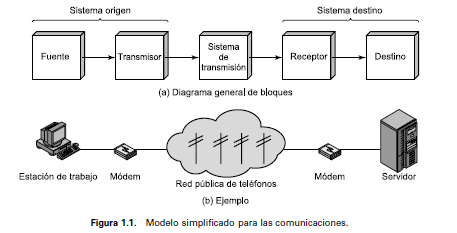 Sistema origen
Sistema destino
Fuente
Transmisor
Sistema
de
transmisión
Receptor
Destino
(a) Diagrama general de bloques
Estación de trabajo
Módem
Red pública de teléfonos
Módem
Servidor
(b) Ejemplo
Figura 1.1. Modelo simplificado para las comunicaciones.